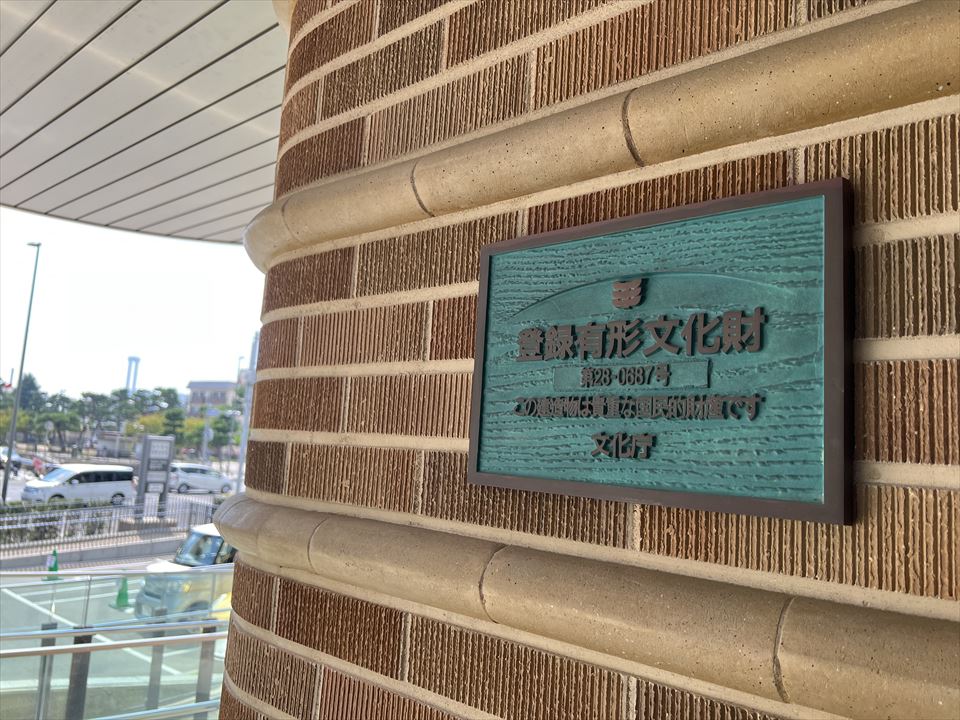 登録有形文化財
第28-0687号
この建造物は貴重な国民的財産です
文化庁